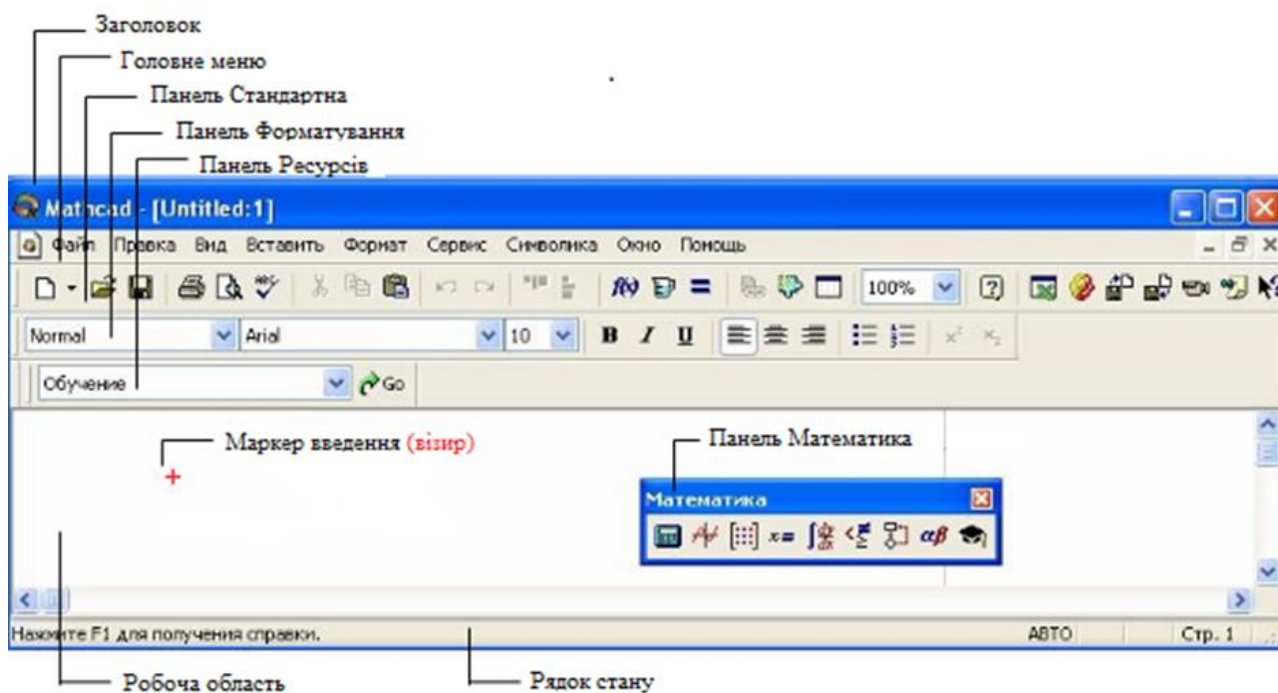 Заголовок
Головне меню
Панель Стандартна
Панель Форматування
Панель Ресурсів
Mathcad - [Untitled:1]
Файл Правка Вид Вставить Формат Сервис Символика Окно Помощь
100%
Normal Arial 10 B I U
Обучение Go
Маркер введення (візир)
Панель Математика
Математика
Нажмите F1 для получения справки. АВТО Стр. 1
Робоча область
Рядок стану